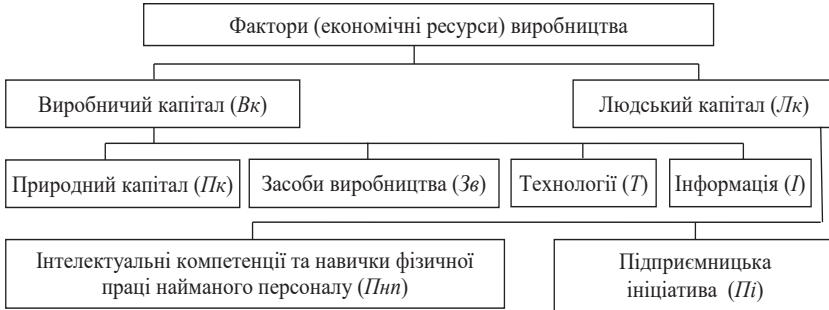 Фактори (економічні ресурси) виробництва
Виробничий капітал (Вк)
Людський капітал (Лк)
Природний капітал (Пк)
Засоби виробництва (Зв)
Технології (Т)
Інформація (І)
Інтелектуальні компетенції та навички фізичної
праці найманого персоналу (Пнп)
Підприємницька
ініціатива (Пі)